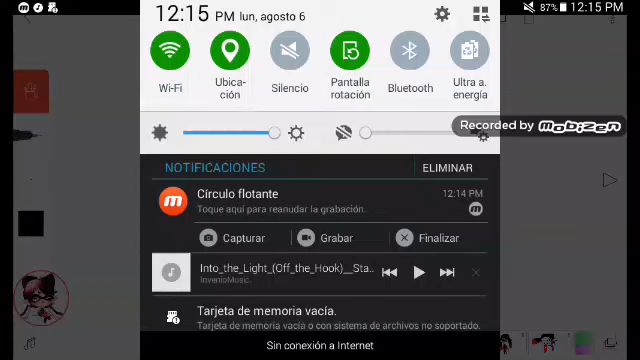 87% 12:15 PM
12:15 PM lun, agosto 6
Wi-Fi
Ubica-
ción
Silencio
Pantalla
rotación
Bluetooth
Ultra a.
energía
Recorded by mobizen
NOTIFICACIONES
ELIMINAR
Círculo flotante
12:14 PM
Toque aquí para reanudar la grabación.
Capturar
Grabar
Finalizar
Into_the_Light_(Off_the_Hook)__Sta..
InvenioMusic.
Tarjeta de memoria vacía.
Tarjeta de memoria vacía o con sistema de archivos no soportado.
Sin conexión a Internet